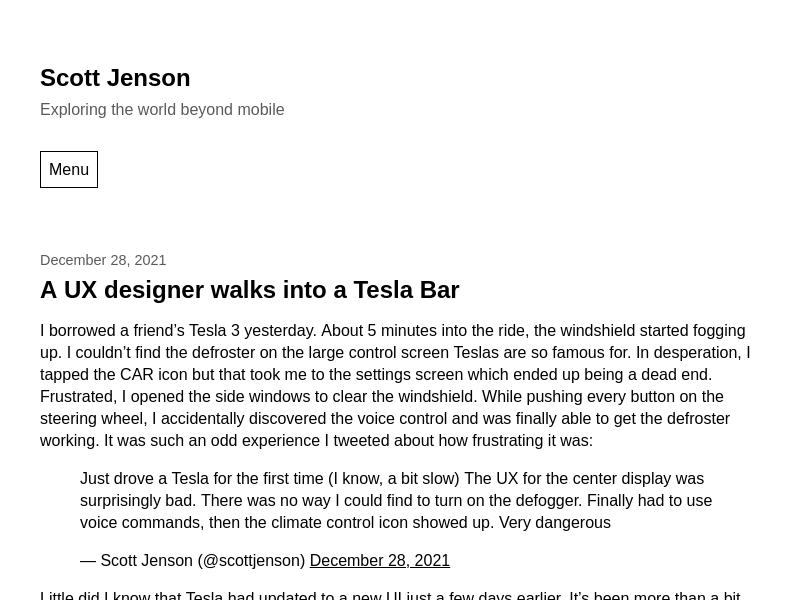 Scott Jenson
Exploring the world beyond mobile
Menu
December 28, 2021
A UX designer walks into a Tesla Bar
I borrowed a friend’s Tesla 3 yesterday. About 5 minutes into the ride, the windshield started fogging
up. I couldn’t find the defroster on the large control screen Teslas are so famous for. In desperation, I
tapped the CAR icon but that took me to the settings screen which ended up being a dead end.
Frustrated, I opened the side windows to clear the windshield. While pushing every button on the
steering wheel, I accidentally discovered the voice control and was finally able to get the defroster
working. It was such an odd experience I tweeted about how frustrating it was:
Just drove a Tesla for the first time (I know, a bit slow) The UX for the center display was
surprisingly bad. There was no way I could find to turn on the defogger. Finally had to use
voice commands, then the climate control icon showed up. Very dangerous
— Scott Jenson (@scottjenson) December 28, 2021
Little did I know that Tesla had updated to a new UI just a few days earlier. It’s been more than a bit